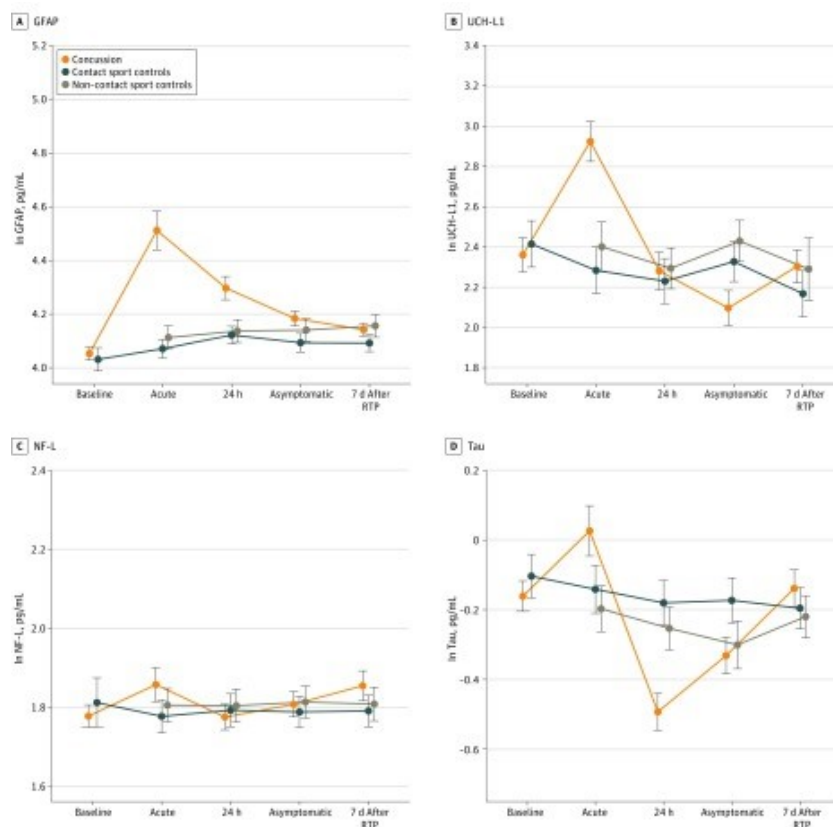 A GFAP
5.2
5.0
4.8
4.6
4.4
4.2
4.0
ln GFAP, pg/mL
Concussion
Contact sport controls
Non-contact sport controls
Baseline Acute 24 h Asymptomatic 7 d After
RTP
B UCH-L1
3.4
3.2
3.0
2.8
2.6
2.4
2.2
2.0
1.8
ln UCH-L1, pg/mL
Baseline Acute 24 h Asymptomatic 7 d After
RTP
C NF-L
2.4
2.2
2.0
1.8
1.6
ln NF-L, pg/mL
Baseline Acute 24 h Asymptomatic 7 d After
RTP
D Tau
0.2
0
-0.2
-0.4
-0.6
ln Tau, pg/mL
Baseline Acute 24 h Asymptomatic 7 d After
RTP